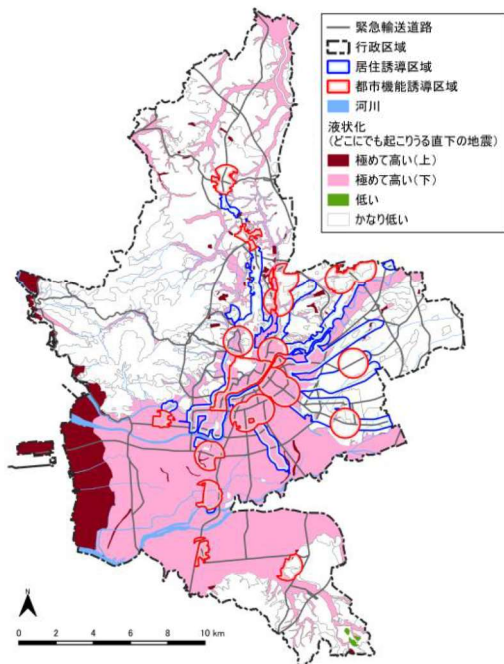 緊急輸送道路
行政区域
居住誘導区域
都市機能誘導区域
河川
液状化
(どこにでも起こりうる直下の地震)
極めて高い(上)
極めて高い(下)
低い
かなり低い
N
0 2 4 6 8 10 km